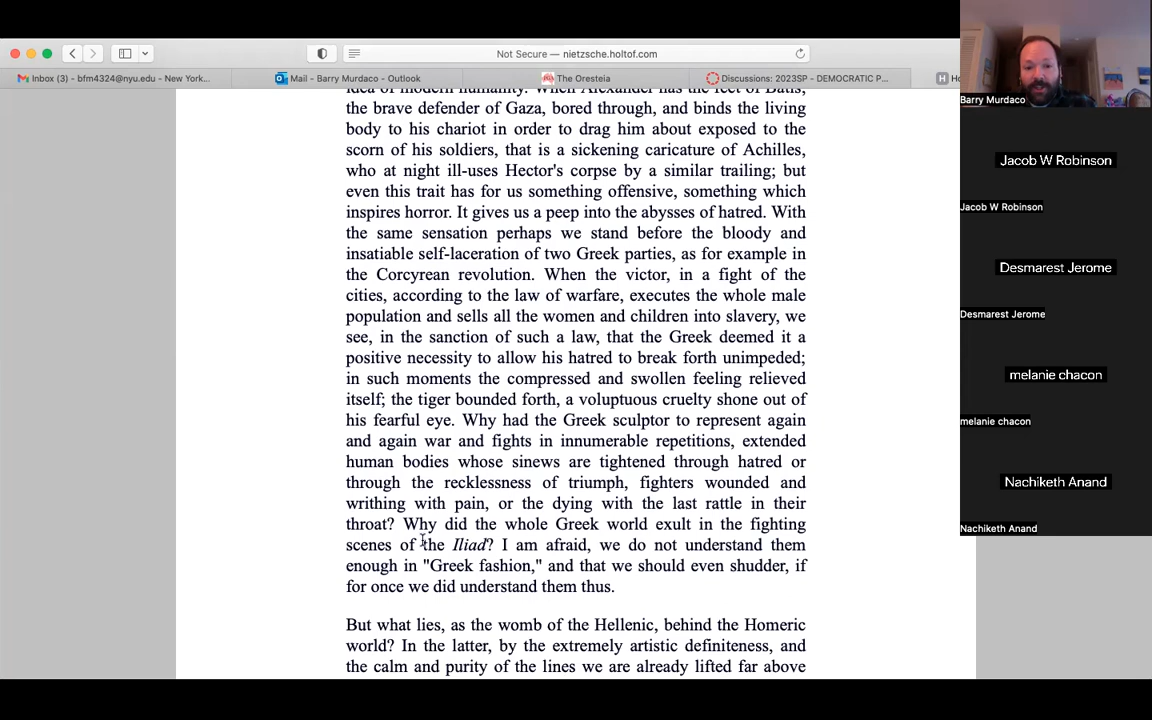 Not Secure — nietzsche.holtof.com
Inbox (3) - bfm4324@nyu.edu - New York...
Mail - Barry Murdaco - Outlook
The Oresteia
Discussions: 2023SP - DEMOCRATIC P...
H Ho
idea of modern humanity. When Alexander has the feet of Batis,
the brave defender of Gaza, bored through, and binds the living
body to his chariot in order to drag him about exposed to the
scorn of his soldiers, that is a sickening caricature of Achilles,
who at night ill-uses Hector's corpse by a similar trailing; but
even this trait has for us something offensive, something which
inspires horror. It gives us a peep into the abysses of hatred. With
the same sensation perhaps we stand before the bloody and
insatiable self-laceration of two Greek parties, as for example in
the Corcyrean revolution. When the victor, in a fight of the
cities, according to the law of warfare, executes the whole male
population and sells all the women and children into slavery, we
see, in the sanction of such a law, that the Greek deemed it a
positive necessity to allow his hatred to break forth unimpeded;
in such moments the compressed and swollen feeling relieved
itself; the tiger bounded forth, a voluptuous cruelty shone out of
his fearful eye. Why had the Greek sculptor to represent again
and again war and fights in innumerable repetitions, extended
human bodies whose sinews are tightened through hatred or
through the recklessness of triumph, fighters wounded and
writhing with pain, or the dying with the last rattle in their
throat? Why did the whole Greek world exult in the fighting
scenes of the Iliad? I am afraid, we do not understand them
enough in "Greek fashion," and that we should even shudder, if
for once we did understand them thus.
But what lies, as the womb of the Hellenic, behind the Homeric
world? In the latter, by the extremely artistic definiteness, and
the calm and purity of the lines we are already lifted far above
Barry Murdaco
Jacob W Robinson
Jacob W Robinson
Desmarest Jerome
Desmarest Jerome
melanie chacon
melanie chacon
Nachiketh Anand
Nachiketh Anand